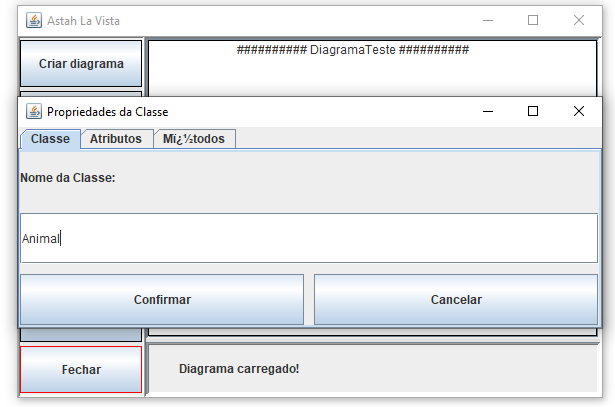 Astah La Vista
Criar diagrama
########## DiagramaTeste ##########
Propriedades da Classe
Classe Atributos Mï¿½todos
Nome da Classe:
Animal
Confirmar Cancelar
Fechar
Diagrama carregado!